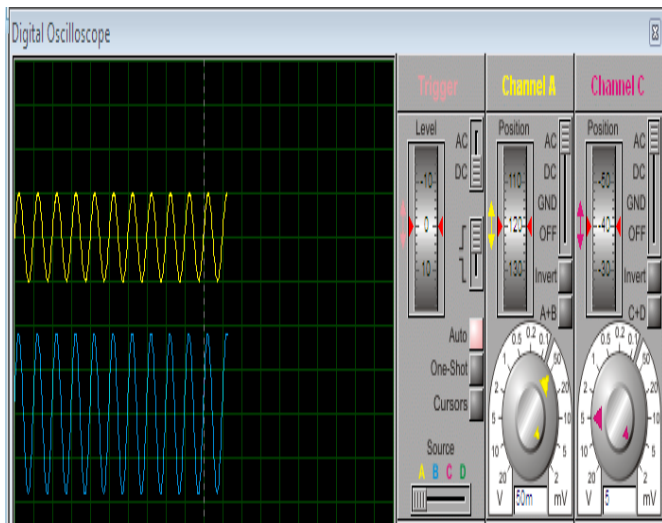 Digital Oscilloscope
Trigger
Level
-10
0
10
AC
DC
Auto
One-Shot
Cursors
Source
A B C D
Channel A
Position
110
120
130
AC
DC
GND
OFF
Invert
A+B
0.5 0.2 0.1
1 50
2 20
5 10
10 5
20 2
V 50m mV
Channel C
Position
-50
-40
-30
AC
DC
GND
OFF
Invert
C+D
0.5 0.2 0.1
1 50
2 20
5 10
10 5
20 2
V 5 mV